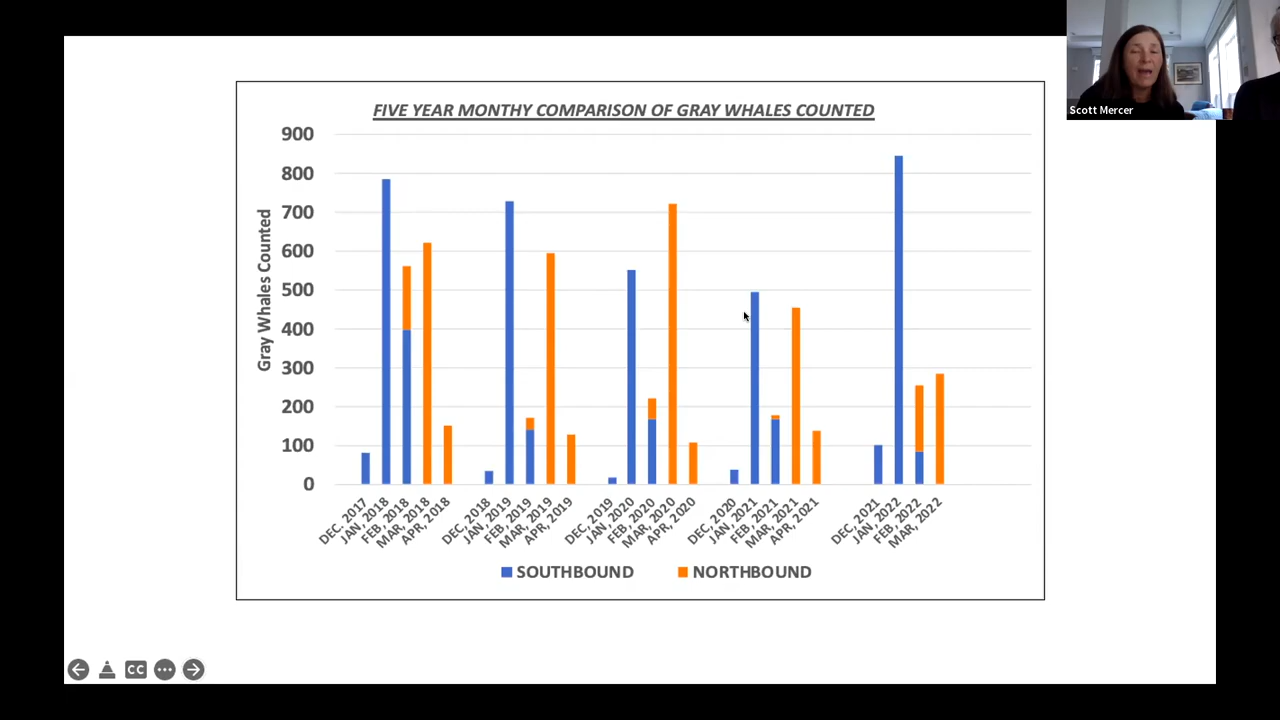 FIVE YEAR MONTHY COMPARISON OF GRAY WHALES COUNTED
900
800
700
600
500
400
300
200
100
0
Gray Whales Counted
DEC, 2017
JAN, 2018
FEB, 2018
MAR, 2018
APR, 2018
DEC, 2018
JAN, 2019
FEB, 2019
MAR, 2019
APR, 2019
DEC, 2019
JAN, 2020
FEB, 2020
MAR, 2020
APR, 2020
DEC, 2020
JAN, 2021
FEB, 2021
MAR, 2021
APR, 2021
DEC, 2021
JAN, 2022
FEB, 2022
MAR, 2022
SOUTHBOUND
NORTHBOUND
Scott Mercer
CC